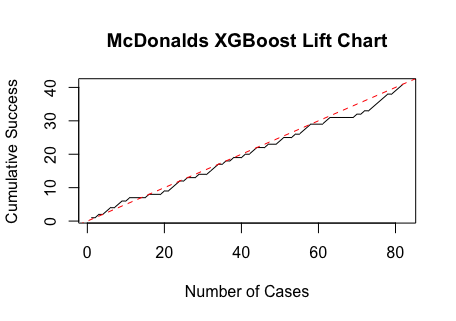 McDonalds XGBoost Lift Chart
Cumulative Success
40
30
20
10
0
0 20 40 60 80
Number of Cases